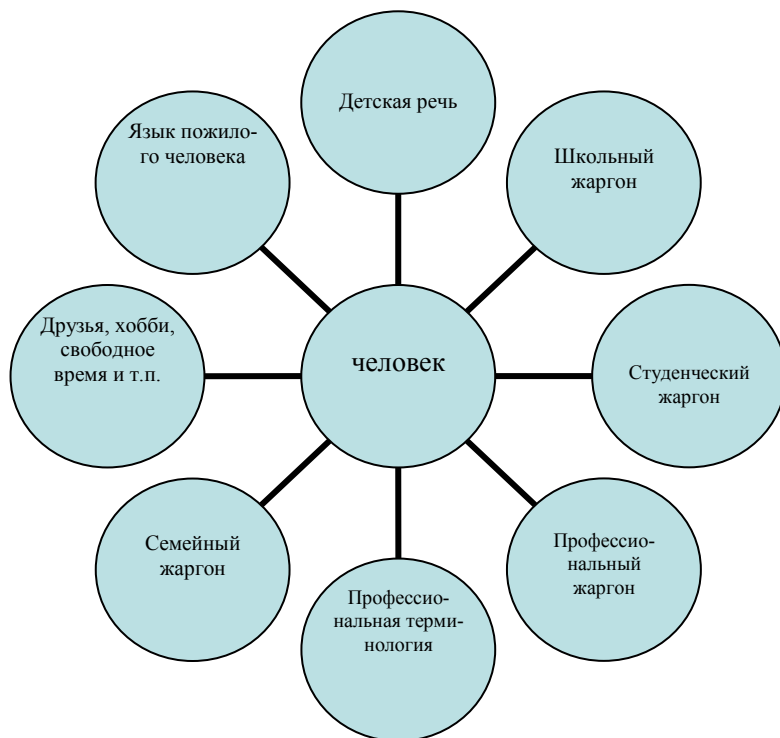 Детская речь
Школьный
жаргон
Студенческий
жаргон
Профессио-
нальный
жаргон
Профессио-
нальная терми-
нология
Семейный
жаргон
Друзья, хобби,
свободное
время и т.п.
Язык пожило-
го человека
человек